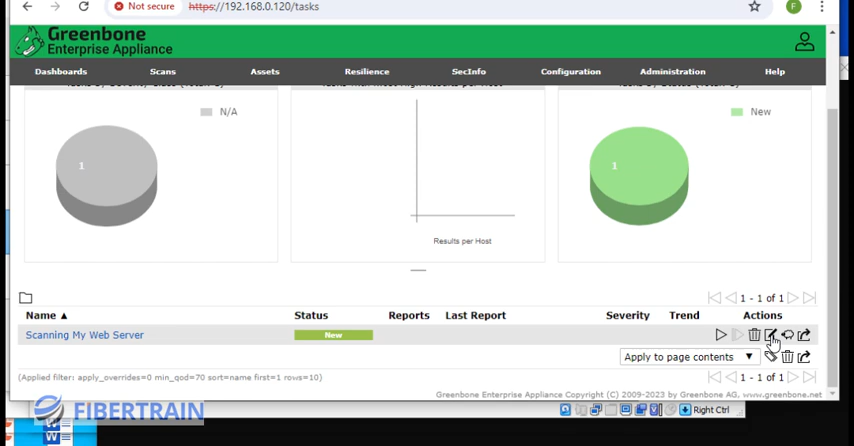 Not secure https://192.168.0.120/tasks F
Greenbone
Enterprise Appliance
Dashboards Scans Assets Resilience SecInfo Configuration Administration Help
N/A
New
1
1
Results per Host
1 - 1 of 1
Name ▲ Status Reports Last Report Severity Trend Actions
Scanning My Web Server New
Apply to page contents ▼
(Applied filter: apply_overrides=0 min_qod=70 sort=name first=1 rows=10)
1 - 1 of 1
Greenbone Enterprise Appliance Copyright (C) 2009-2023 by Greenbone AG, www.greenbone.net
FIBERTRAIN
Right Ctrl